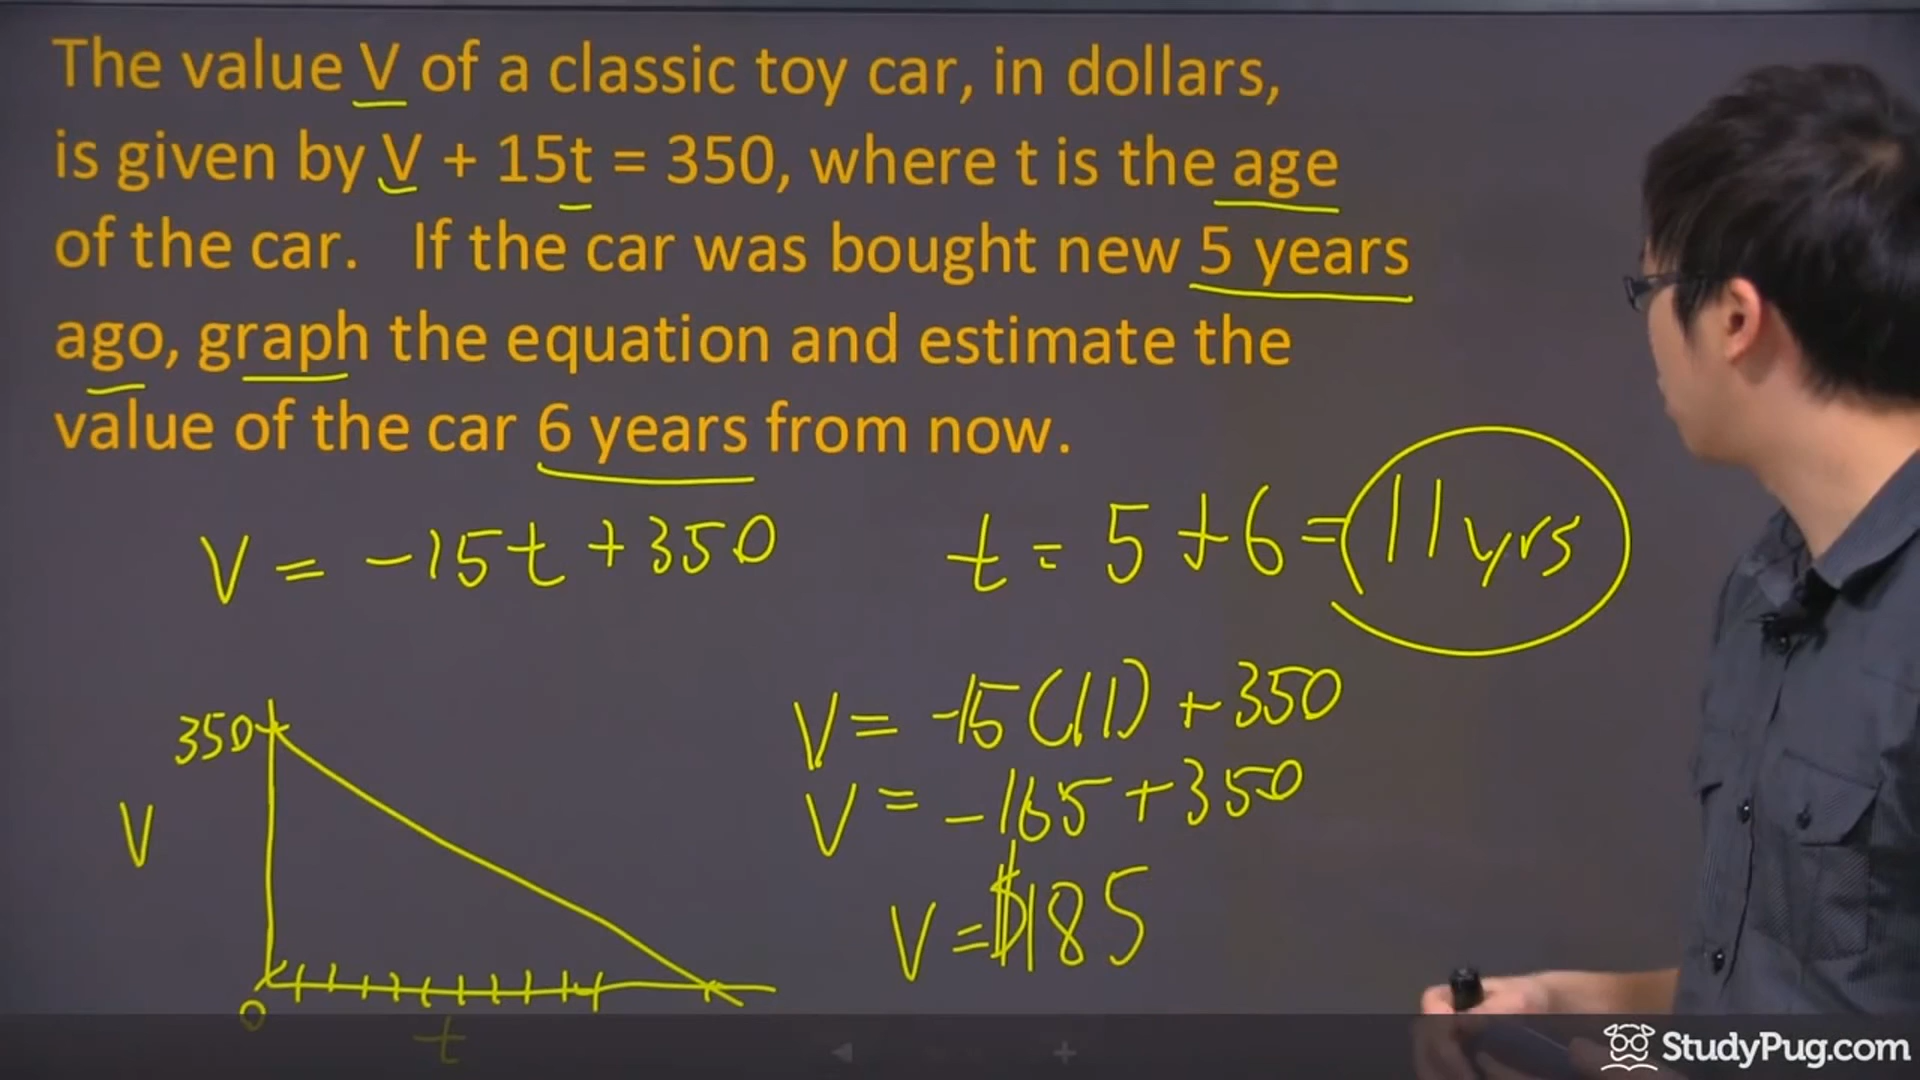 The value V of a classic toy car, in dollars,
is given by V + 15t = 350, where t is the age
of the car. If the car was bought new 5 years
ago, graph the equation and estimate the
value of the car 6 years from now.
V = -15t + 350
t = 5 + 6 = 11 yrs
V = -15(11) + 350
V = -165 + 350
V = $185
350
V
0
t
StudyPug.com